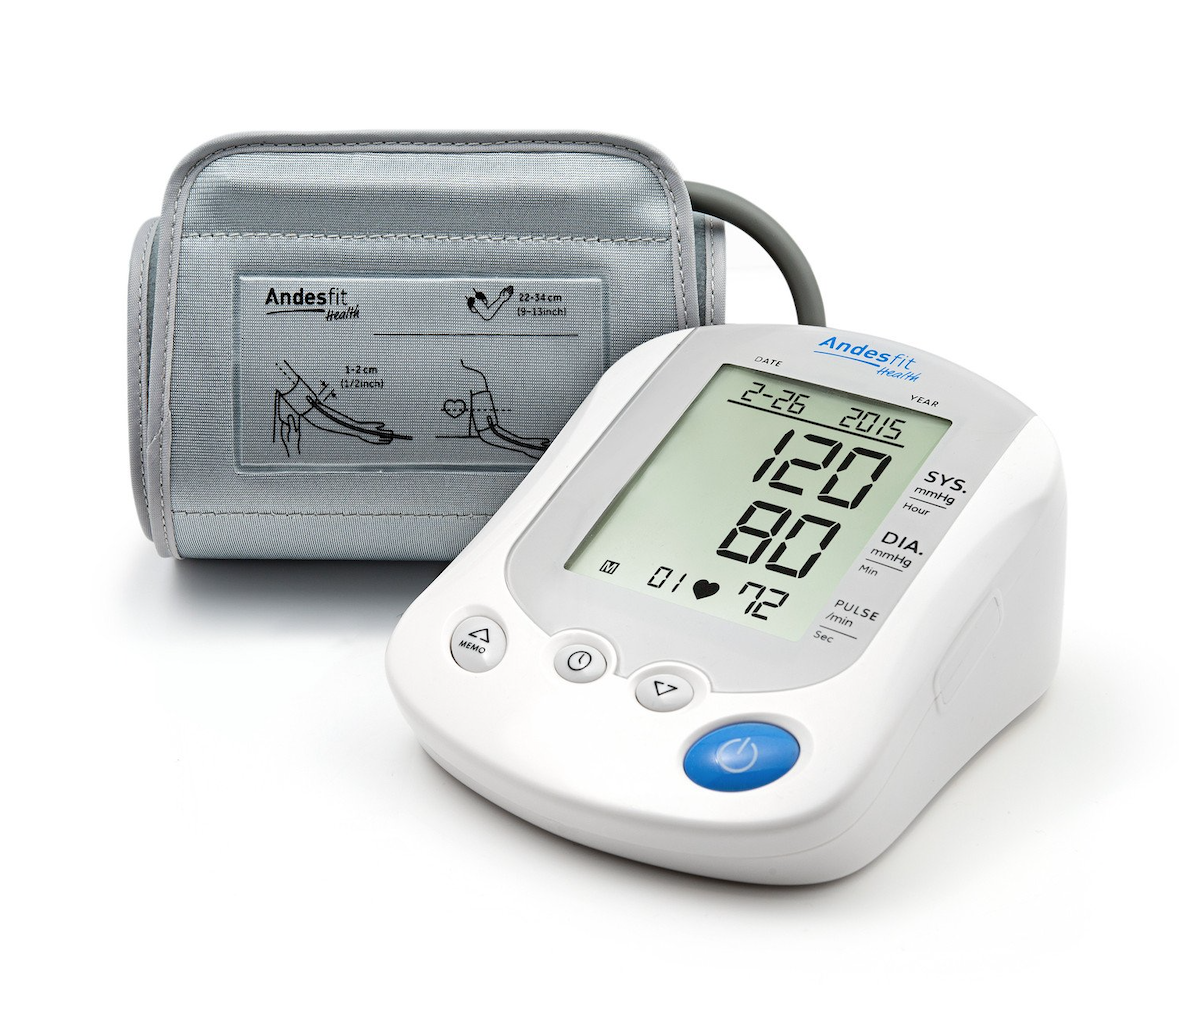 Andesfit
Health
22-34 cm
(9-13inch)
1-2 cm
(1/2inch)
Andesfit
Health
DATE
YEAR
2-26 2015
120
SYS.
mmHg
Hour
80
DIA.
mmHg
Min
M 01 72
PULSE
/min
Sec
MEMO